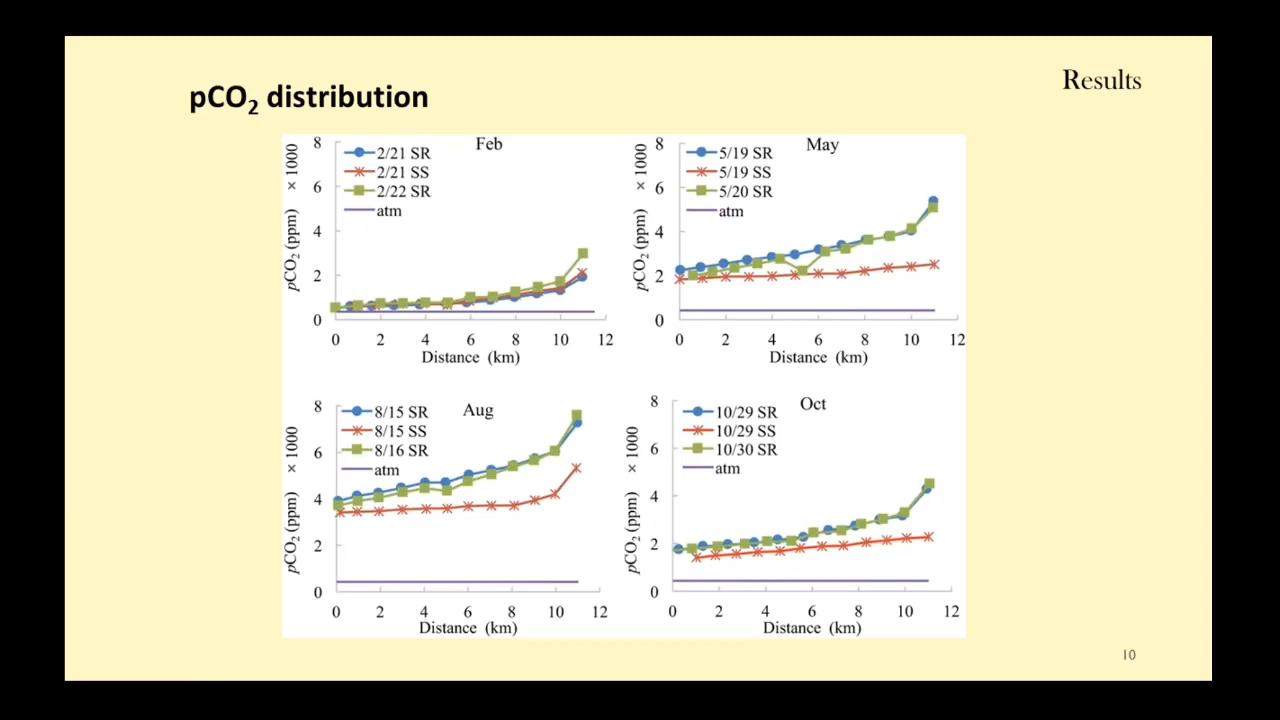 Results
pCO₂ distribution
Feb
8
6
4
2
0
pCO₂ (ppm) × 1000
2/21 SR
2/21 SS
2/22 SR
atm
0 2 4 6 8 10 12
Distance (km)
May
8
6
4
2
0
pCO₂ (ppm) × 1000
5/19 SR
5/19 SS
5/20 SR
atm
0 2 4 6 8 10 12
Distance (km)
Aug
8
6
4
2
0
pCO₂ (ppm) × 1000
8/15 SR
8/15 SS
8/16 SR
atm
0 2 4 6 8 10 12
Distance (km)
Oct
8
6
4
2
0
pCO₂ (ppm) × 1000
10/29 SR
10/29 SS
10/30 SR
atm
0 2 4 6 8 10 12
Distance (km)
10